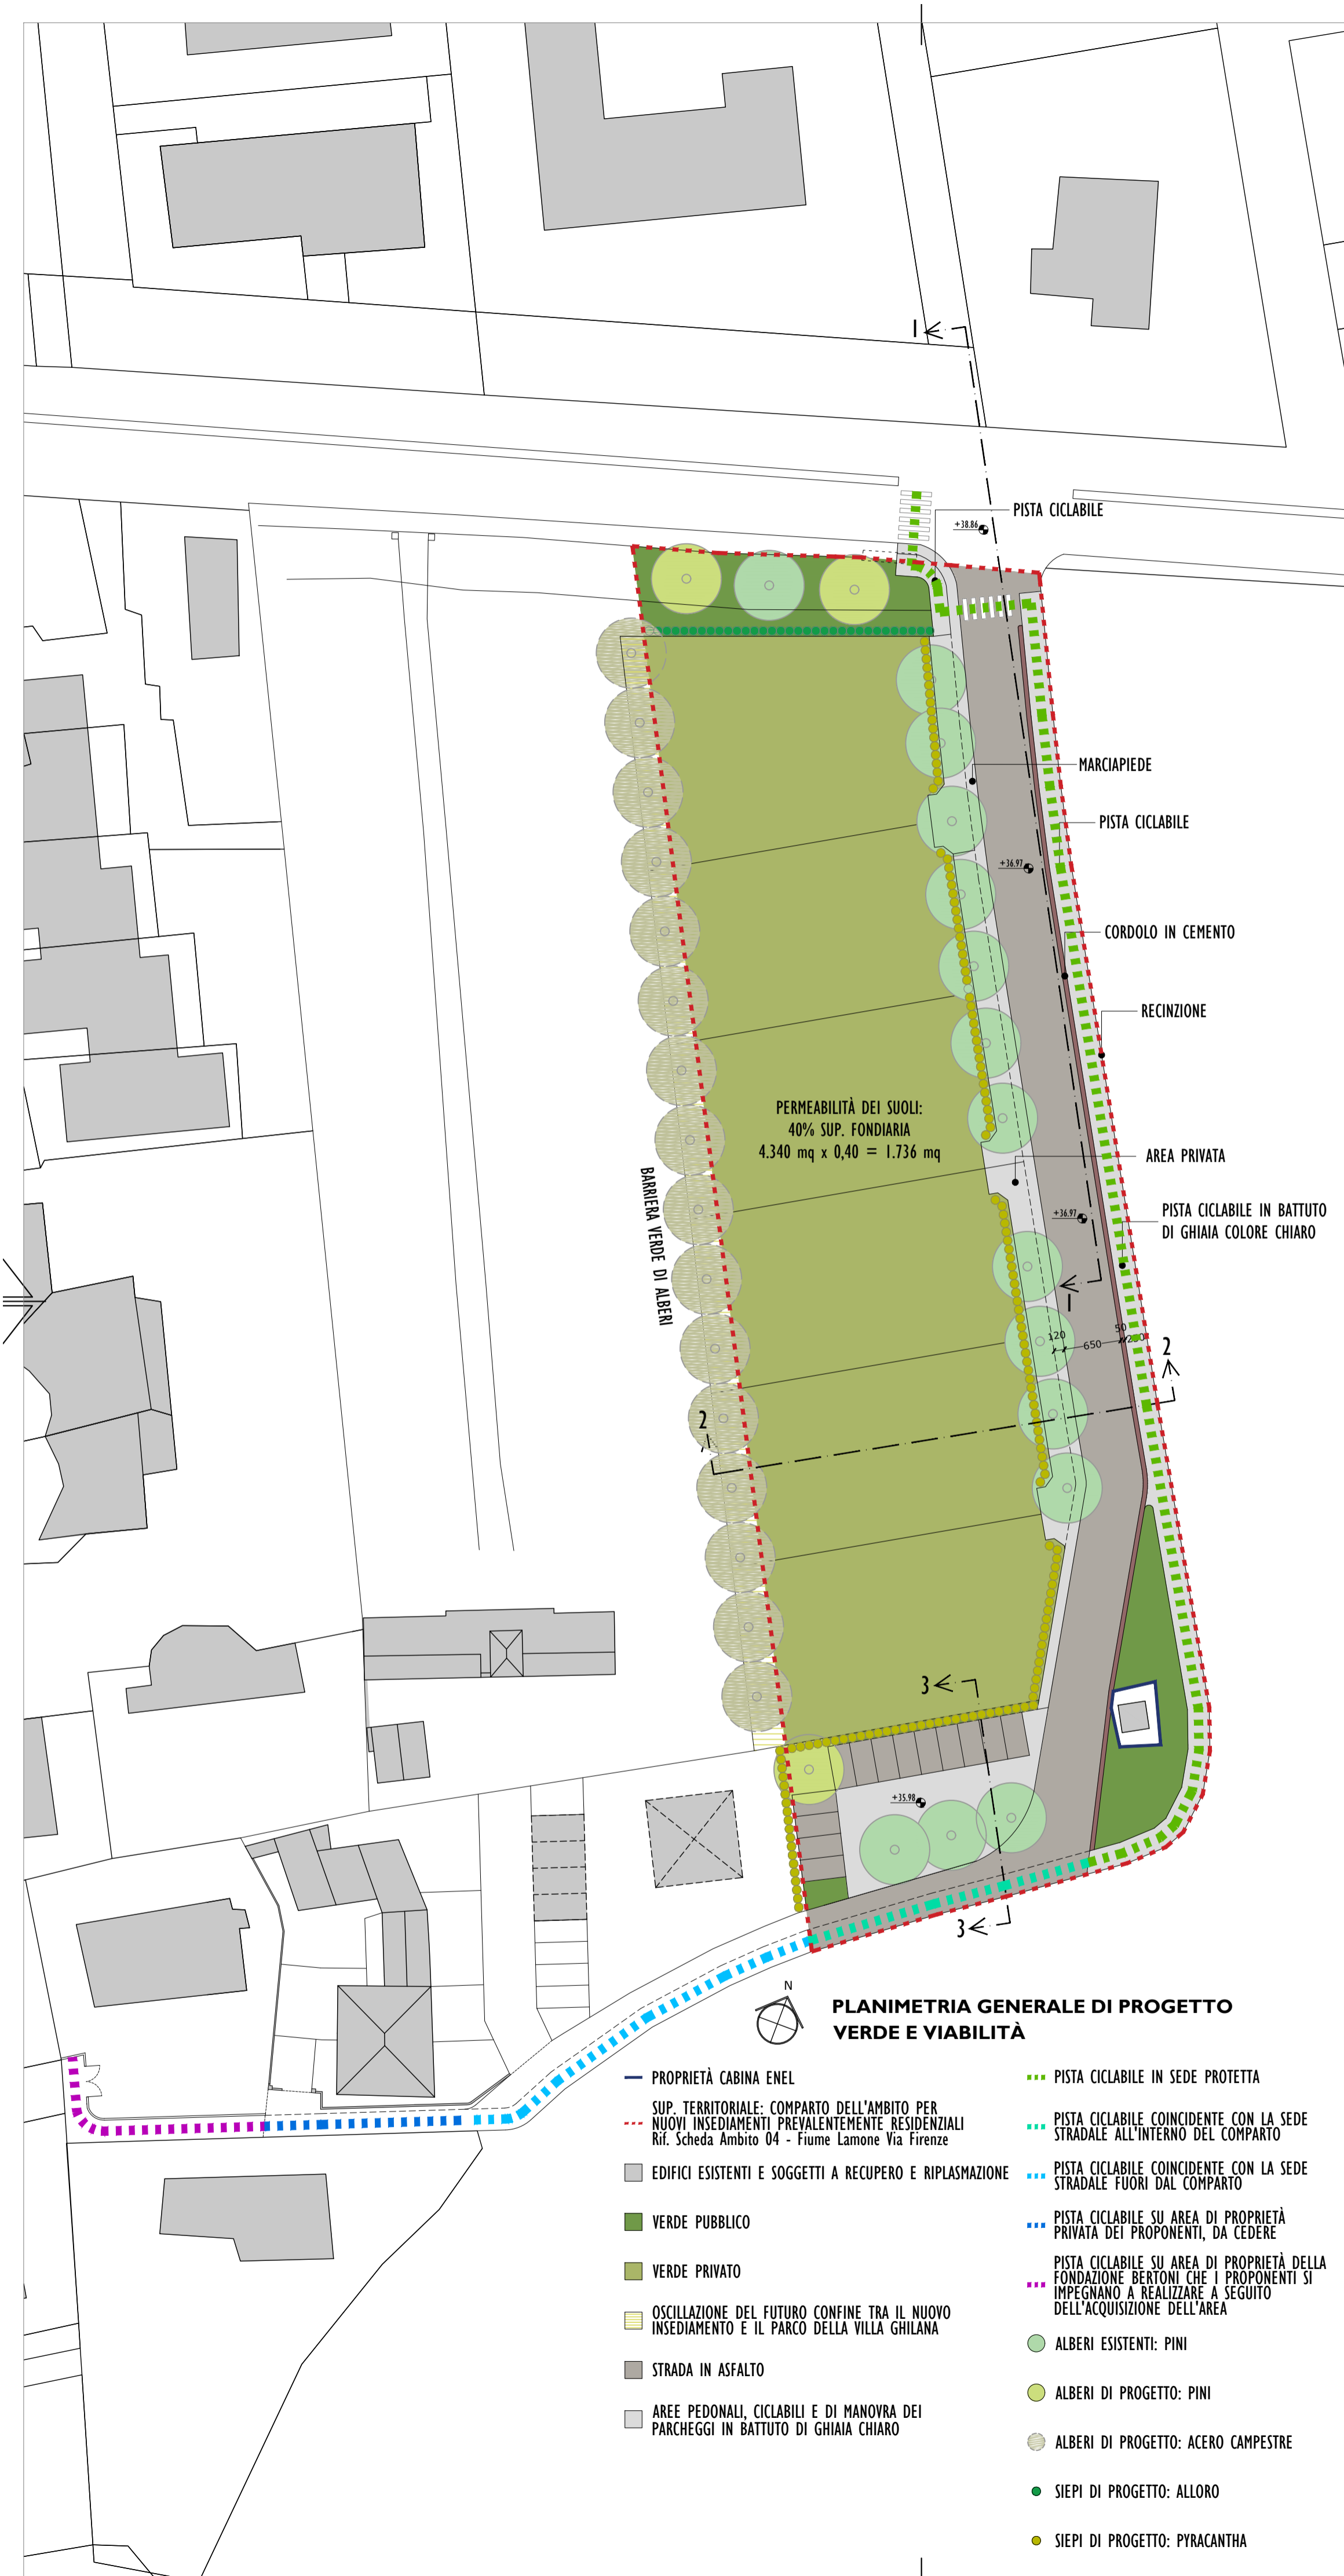 1
PISTA CICLABILE
+38.86
MARCIAPIEDE
PISTA CICLABILE
+36.97
CORDOLO IN CEMENTO
RECINZIONE
PERMEABILITÀ DEI SUOLI:
40% SUP. FONDIARIA
4.340 mq x 0,40 = 1.736 mq
AREA PRIVATA
BARRIERA VERDE DI ALBERI
+36.97
PISTA CICLABILE IN BATTUTO
DI GHIAIA COLORE CHIARO
1
120
650
50
2
2
3
+35.98
3
N
PLANIMETRIA GENERALE DI PROGETTO
VERDE E VIABILITÀ
PROPRIETÀ CABINA ENEL
SUP. TERRITORIALE: COMPARTO DELL'AMBITO PER
NUOVI INSEDIAMENTI PREVALENTEMENTE RESIDENZIALI
Rif. Scheda Ambito 04 - Fiume Lamone Via Firenze
EDIFICI ESISTENTI E SOGGETTI A RECUPERO E RIPLASMAZIONE
VERDE PUBBLICO
VERDE PRIVATO
OSCILLAZIONE DEL FUTURO CONFINE TRA IL NUOVO
INSEDIAMENTO E IL PARCO DELLA VILLA GHILANA
STRADA IN ASFALTO
AREE PEDONALI, CICLABILI E DI MANOVRA DEI
PARCHEGGI IN BATTUTO DI GHIAIA CHIARO
PISTA CICLABILE IN SEDE PROTETTA
PISTA CICLABILE COINCIDENTE CON LA SEDE
STRADALE ALL'INTERNO DEL COMPARTO
PISTA CICLABILE COINCIDENTE CON LA SEDE
STRADALE FUORI DAL COMPARTO
PISTA CICLABILE SU AREA DI PROPRIETÀ
PRIVATA DEI PROPONENTI, DA CEDERE
PISTA CICLABILE SU AREA DI PROPRIETÀ DELLA
FONDAZIONE BERTONI CHE I PROPONENTI SI
IMPEGNANO A REALIZZARE A SEGUITO
DELL'ACQUISIZIONE DELL'AREA
ALBERI ESISTENTI: PINI
ALBERI DI PROGETTO: PINI
ALBERI DI PROGETTO: ACERO CAMPESTRE
SIEPI DI PROGETTO: ALLORO
SIEPI DI PROGETTO: PYRACANTHA